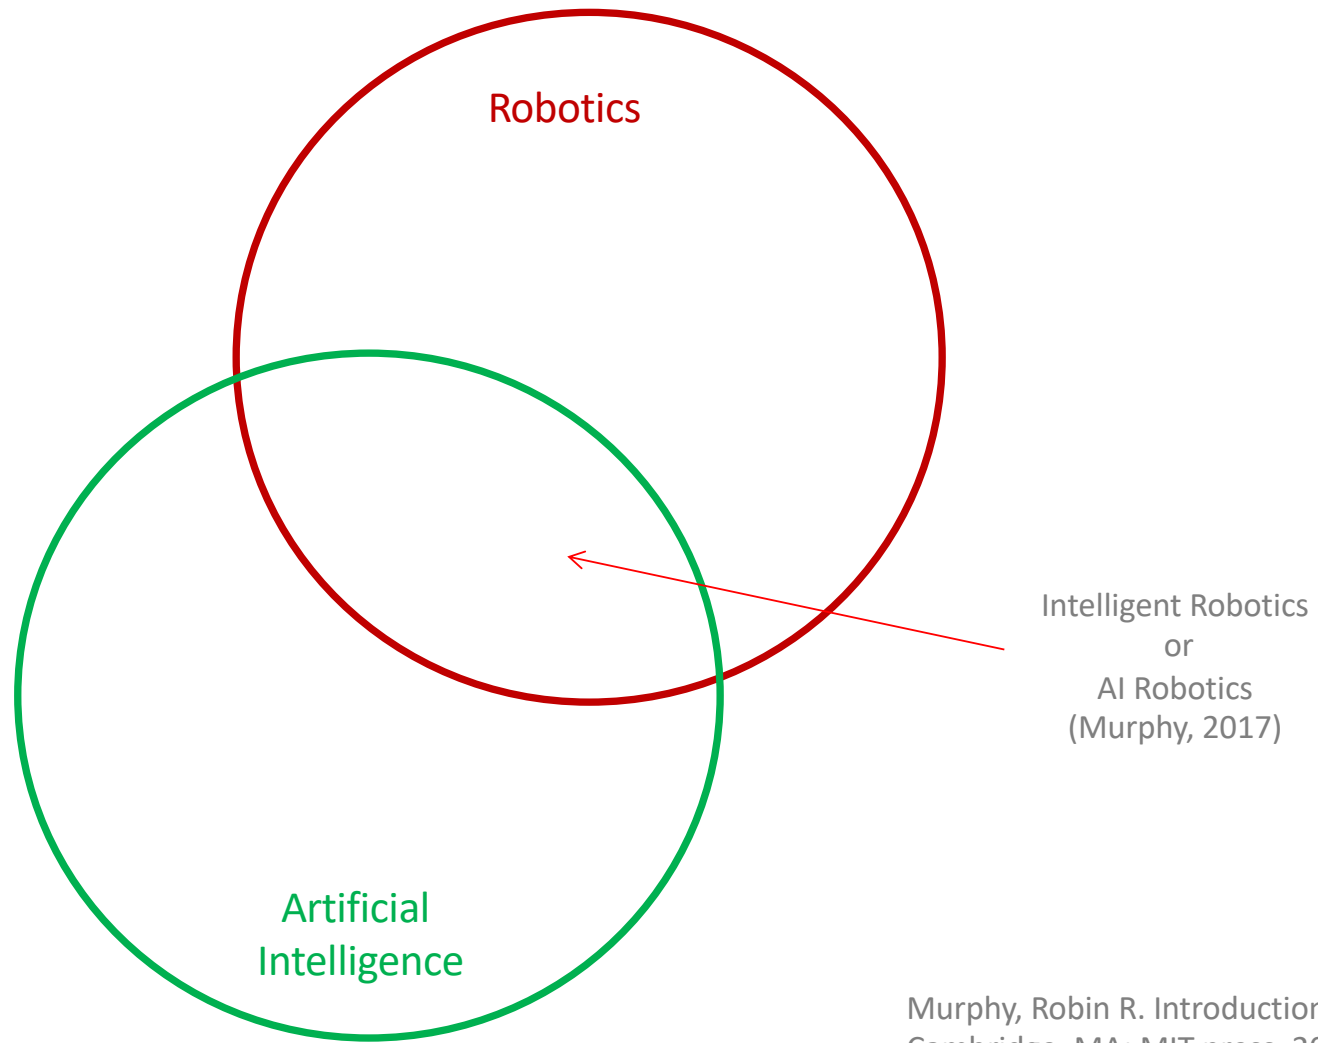 Robotics
Intelligent Robotics
or
AI Robotics
(Murphy, 2017)
Artificial
Intelligence
Murphy, Robin R. Introduction